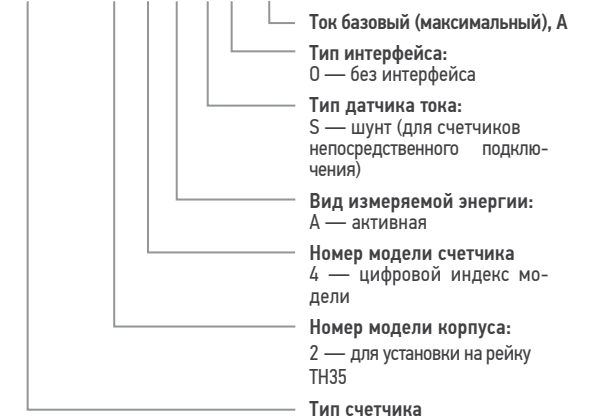 Ток базовый (максимальный), А
Тип интерфейса:
0 — без интерфейса
Тип датчика тока:
S — шунт (для счетчиков
непосредственного подклю-
чения)
Вид измеряемой энергии:
А — активная
Номер модели счетчика
4 — цифровой индекс мо-
дели
Номер модели корпуса:
2 — для установки на рейку
TH35
Тип счетчика